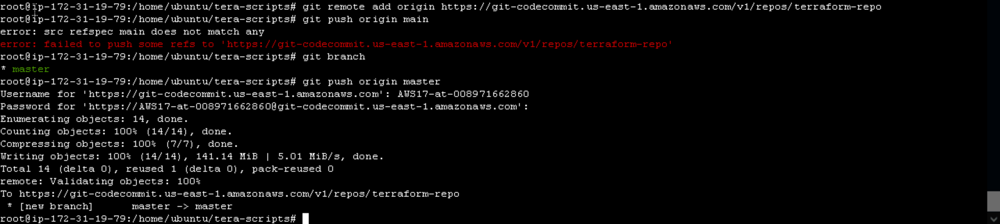 root@ip-172-31-19-79:/home/ubuntu/tera-scripts# git remote add origin https://git-codecommit.us-east-1.amazonaws.com/v1/repos/terraform-repo
root@ip-172-31-19-79:/home/ubuntu/tera-scripts# git push origin main
error: src refspec main does not match any
error: failed to push some refs to 'https://git-codecommit.us-east-1.amazonaws.com/v1/repos/terraform-repo'
root@ip-172-31-19-79:/home/ubuntu/tera-scripts# git branch
* master
root@ip-172-31-19-79:/home/ubuntu/tera-scripts# git push origin master
Username for 'https://git-codecommit.us-east-1.amazonaws.com': AWS17-at-008971662860
Password for 'https://AWS17-at-008971662860@git-codecommit.us-east-1.amazonaws.com':
Enumerating objects: 14, done.
Counting objects: 100% (14/14), done.
Compressing objects: 100% (7/7), done.
Writing objects: 100% (14/14), 141.14 MiB | 5.01 MiB/s, done.
Total 14 (delta 0), reused 1 (delta 0), pack-reused 0
remote: Validating objects: 100%
To https://git-codecommit.us-east-1.amazonaws.com/v1/repos/terraform-repo
 * [new branch]      master -> master
root@ip-172-31-19-79:/home/ubuntu/tera-scripts#